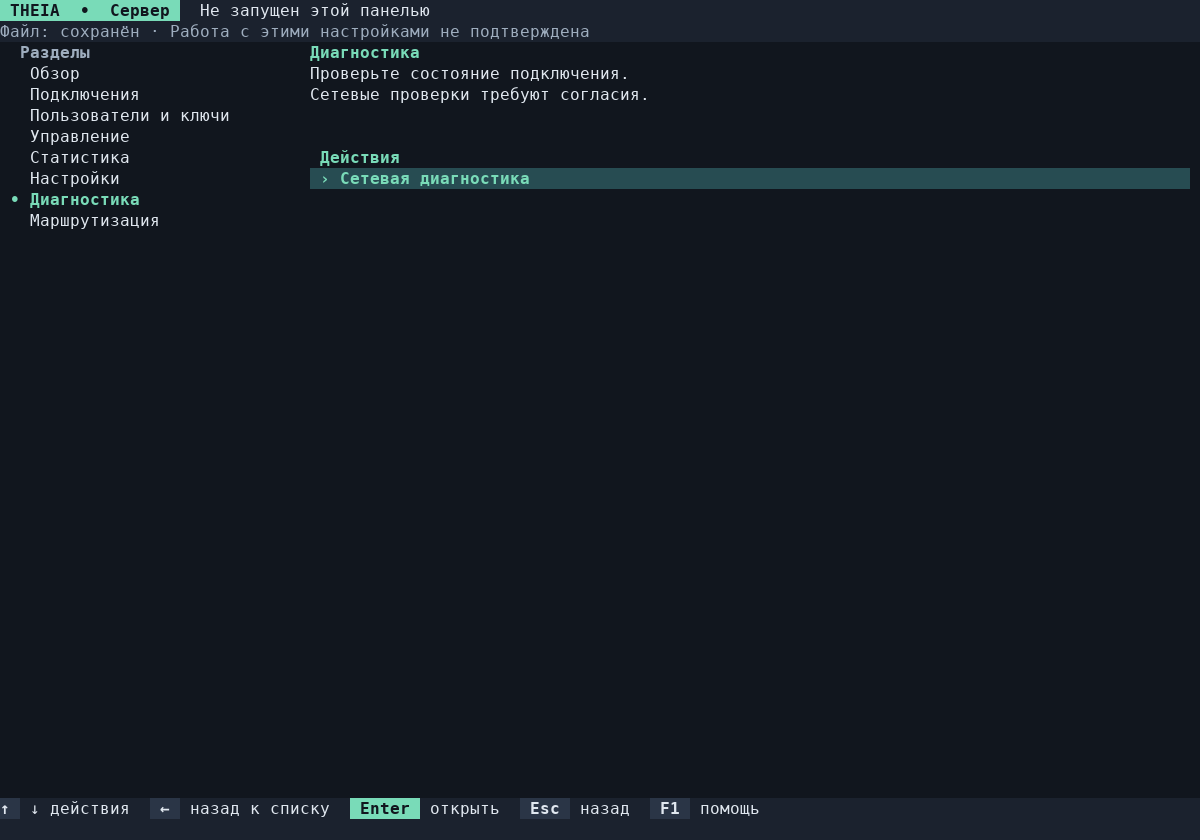 THEIA • Сервер Не запущен этой панелью
Файл: сохранён · Работа с этими настройками не подтверждена
Разделы
Обзор
Подключения
Пользователи и ключи
Управление
Статистика
Настройки
• Диагностика
Маршрутизация
Диагностика
Проверьте состояние подключения.
Сетевые проверки требуют согласия.
Действия
› Сетевая диагностика
↑ ↓ действия ← назад к списку Enter открыть Esc назад F1 помощь